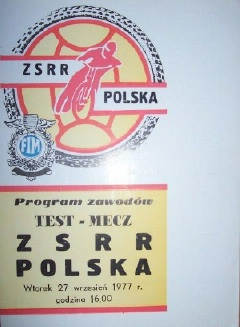 ZSRR
POLSKA
FIM
Program zawodów
TEST - MECZ
ZSRR
POLSKA
Wtorek 27 wrzesień 1977 r.
godzina 16.00